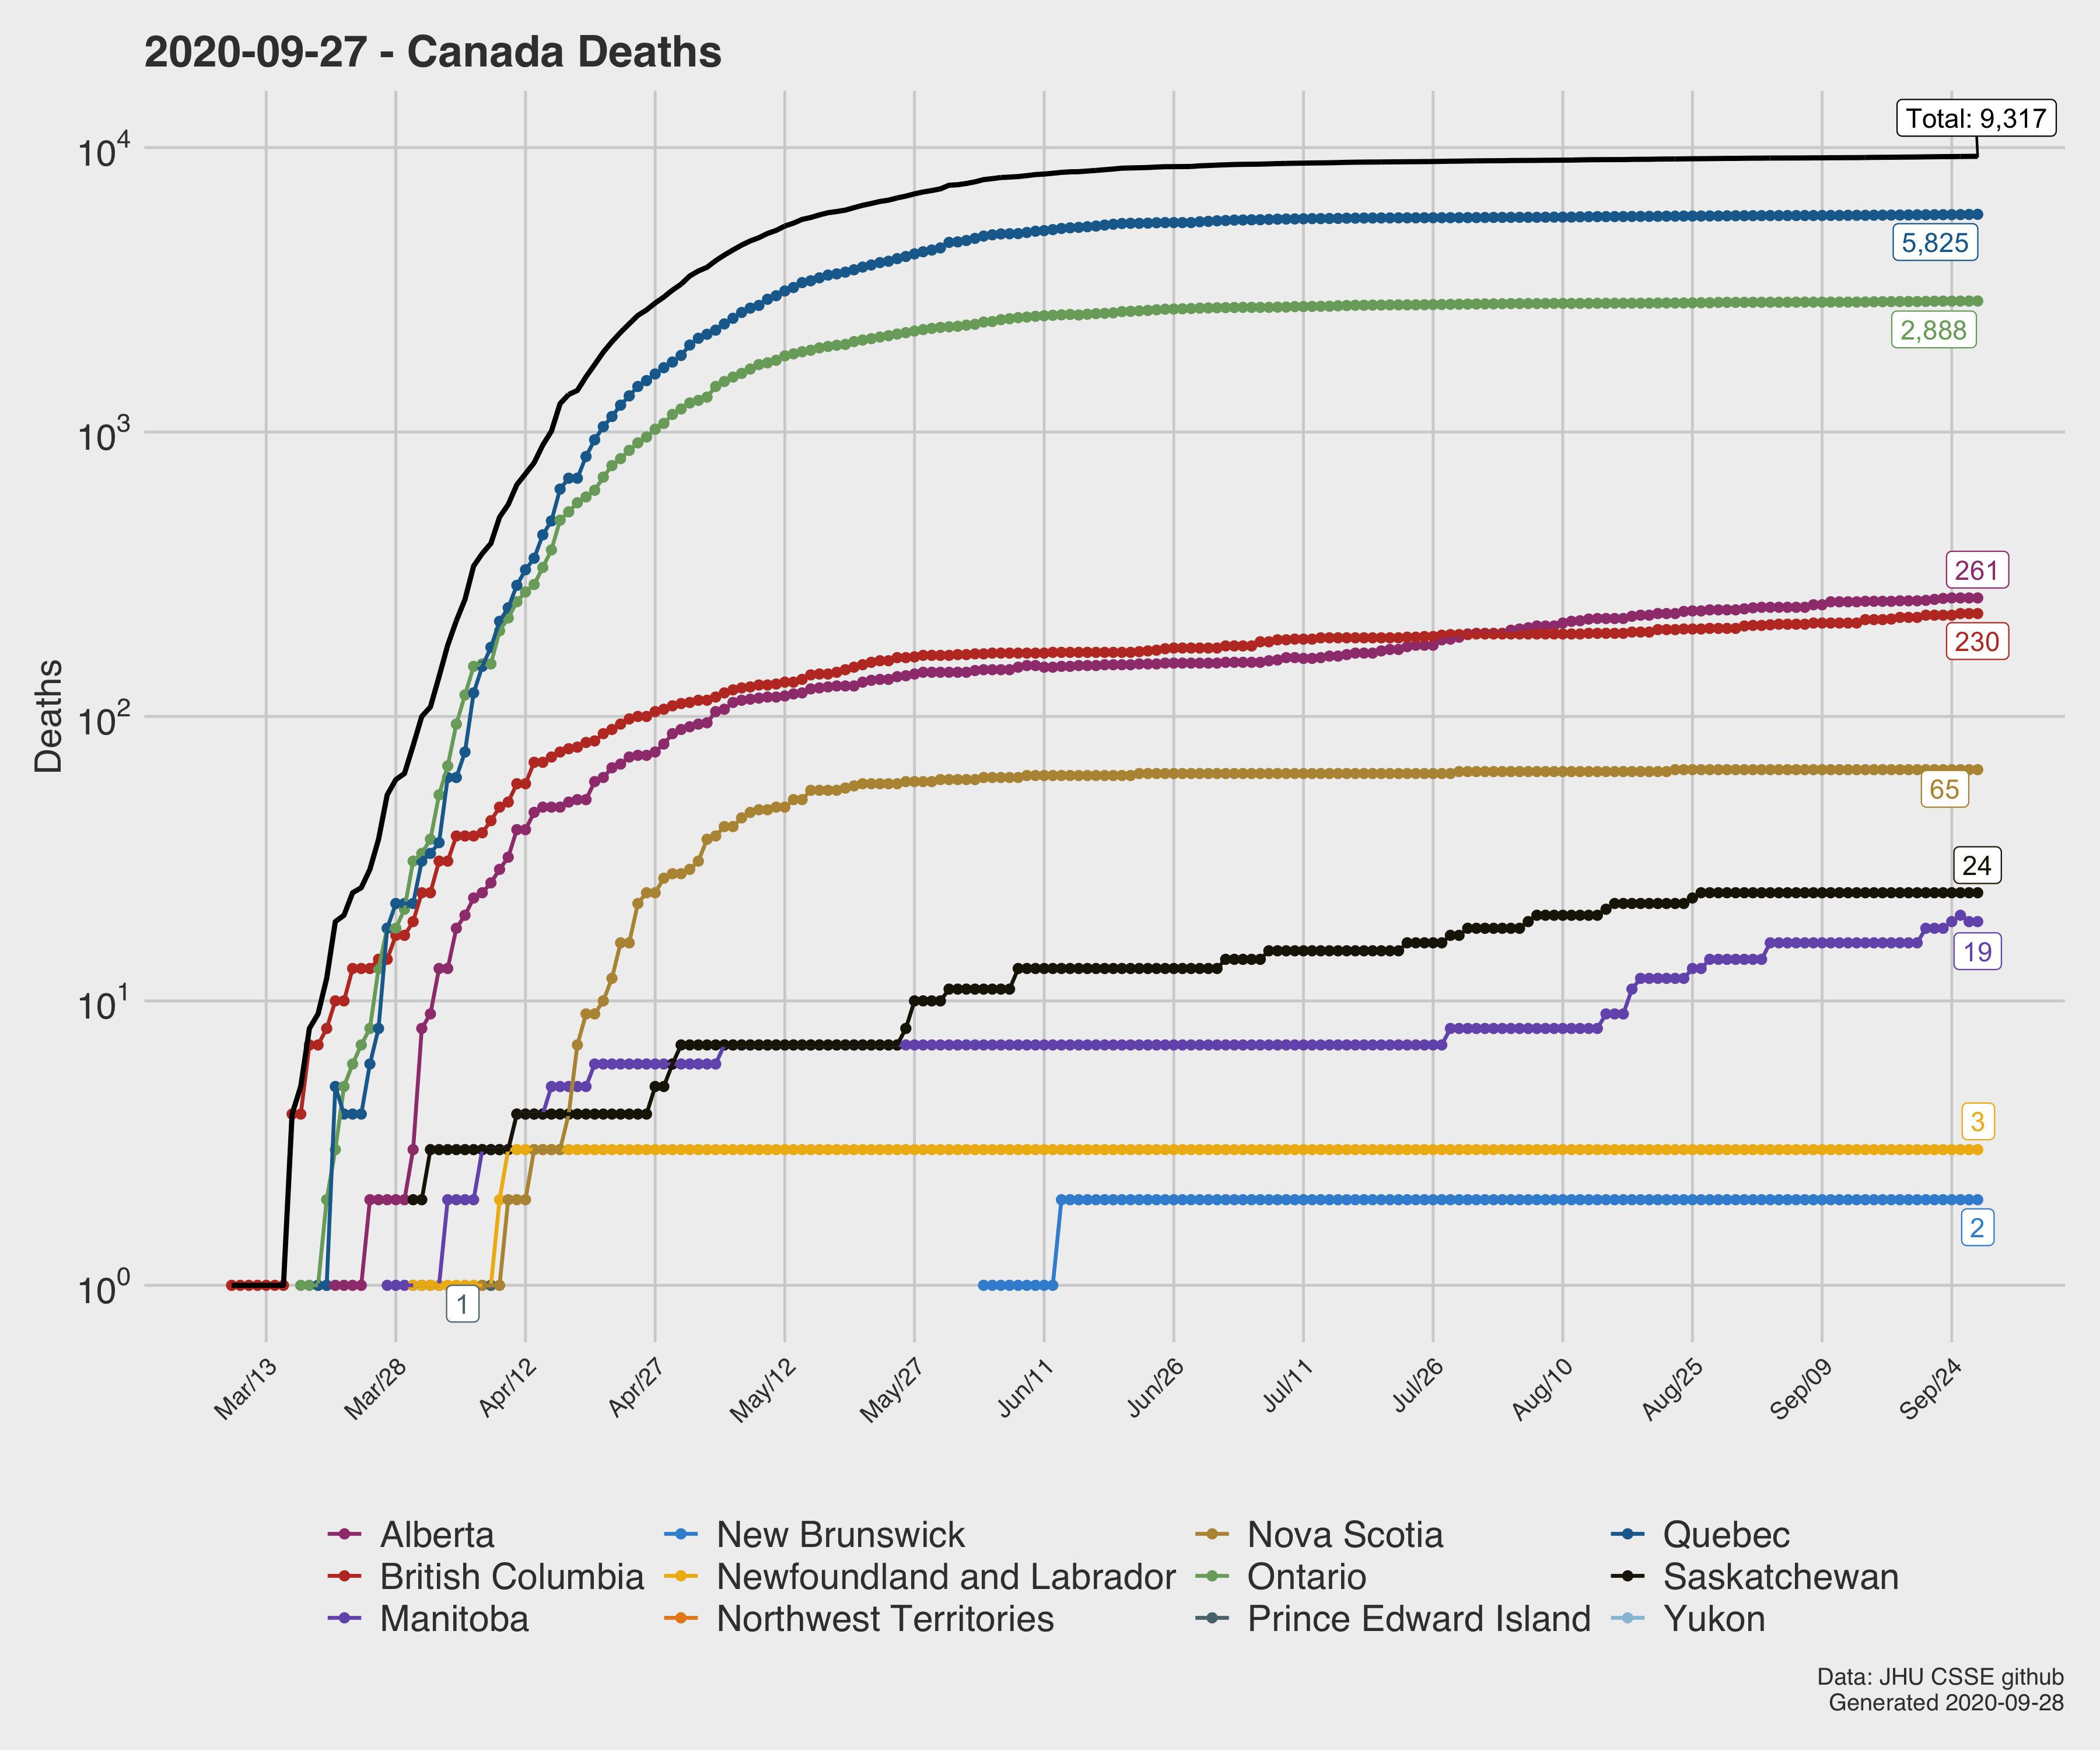 2020-09-27 - Canada Deaths
Total: 9,317
10^4
5,825
2,888
10^3
261
230
10^2
Deaths
65
24
19
10^1
3
2
10^0
1
Mar/13 Mar/28 Apr/12 Apr/27 May/12 May/27 Jun/11 Jun/26 Jul/11 Jul/26 Aug/10 Aug/25 Sep/09 Sep/24
Alberta New Brunswick Nova Scotia Quebec
British Columbia Newfoundland and Labrador Ontario Saskatchewan
Manitoba Northwest Territories Prince Edward Island Yukon
Data: JHU CSSE github
Generated 2020-09-28